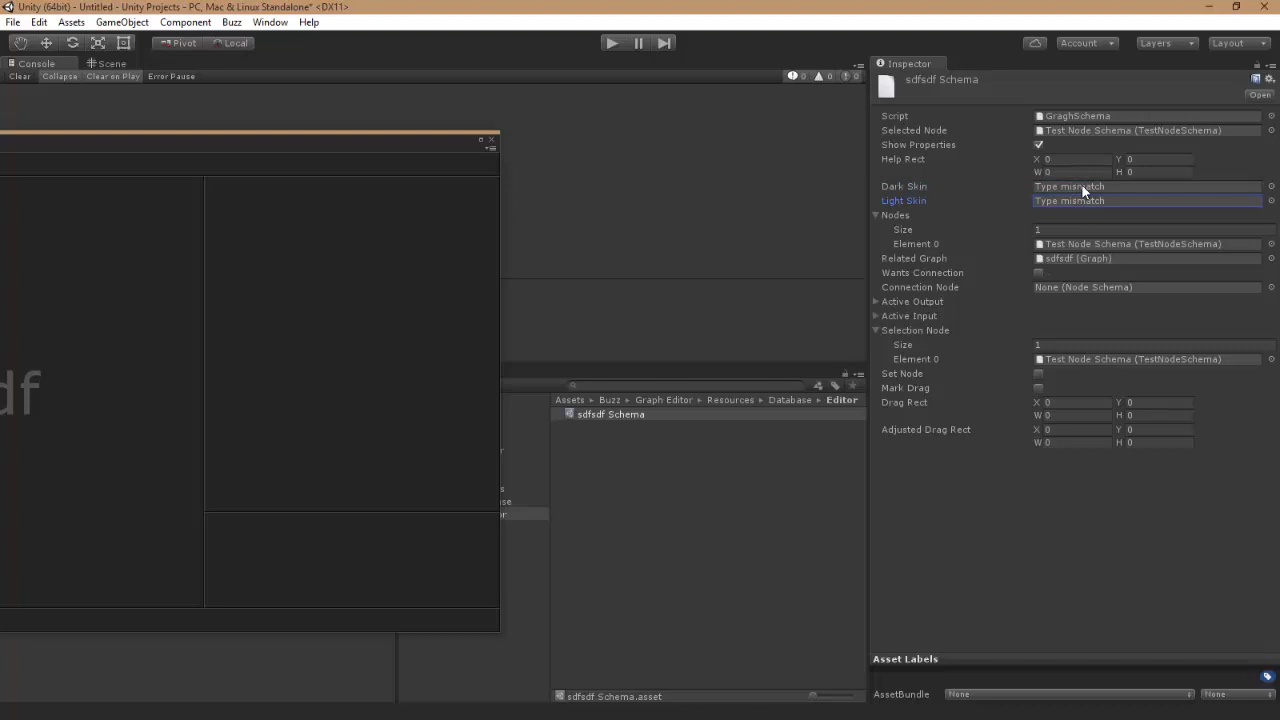 Unity (64bit) - Untitled - Unity Projects - PC, Mac & Linux Standalone* <DX11>
File Edit Assets GameObject Component Buzz Window Help
Pivot Local Account Layers Layout
Console Scene Inspector
Clear Collapse Clear on Play Error Pause 0 0 0
sdfsdf Schema
Open
Script GraghSchema
Selected Node Test Node Schema (TestNodeSchema)
Show Properties
Help Rect X 0 Y 0
W 0 H 0
Dark Skin Type mismatch
Light Skin Type mismatch
Nodes
Size 1
Element 0 Test Node Schema (TestNodeSchema)
Related Graph sdfsdf (Graph)
Wants Connection
Connection Node None (Node Schema)
Active Output
Active Input
Selection Node
Size 1
Element 0 Test Node Schema (TestNodeSchema)
Set Node
Mark Drag
Drag Rect X 0 Y 0
W 0 H 0
Adjusted Drag Rect X 0 Y 0
W 0 H 0
df
Assets ▸ Buzz ▸ Graph Editor ▸ Resources ▸ Database ▸ Editor
sdfsdf Schema
r
s
se
or
Asset Labels
sdfsdf Schema.asset
AssetBundle None None